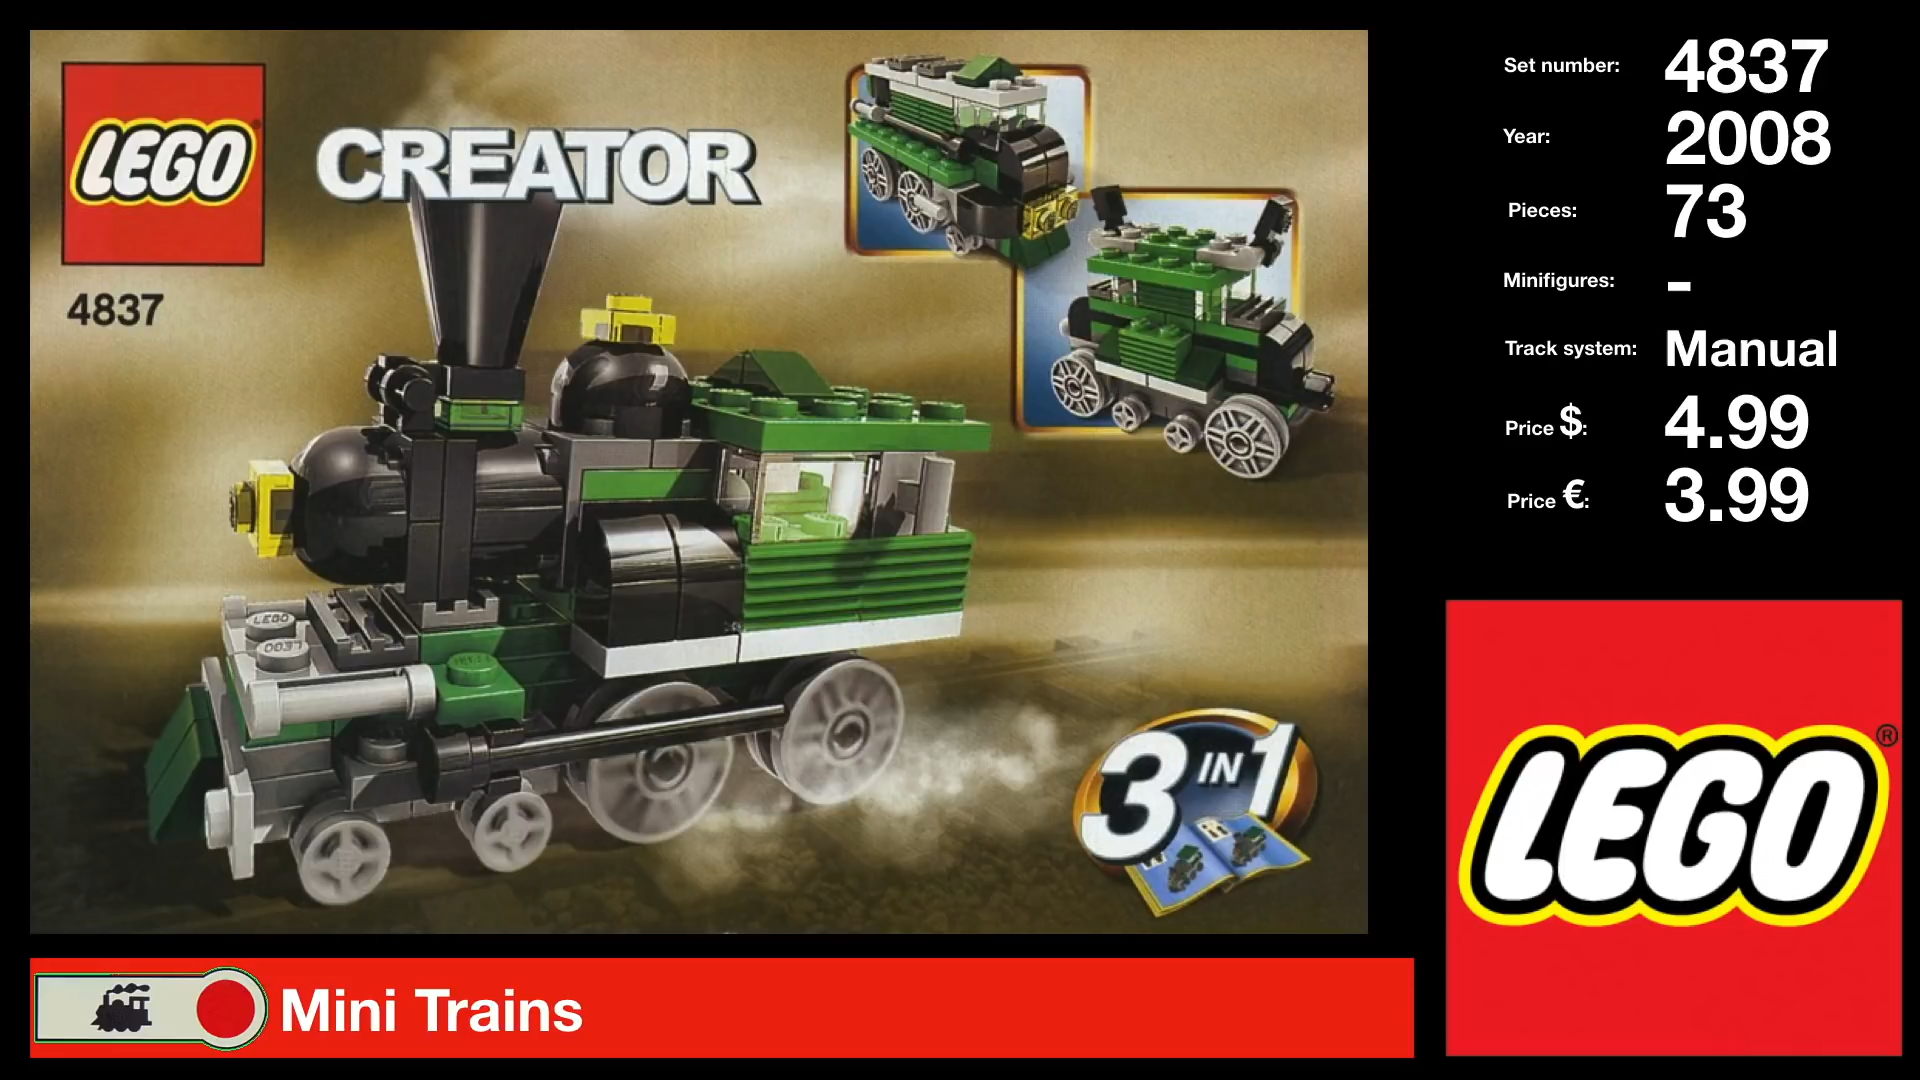 LEGO
CREATOR
4837
LEGO
3 IN 1
Mini Trains
Set number: 4837
Year: 2008
Pieces: 73
Minifigures: -
Track system: Manual
Price $: 4.99
Price €: 3.99
LEGO®